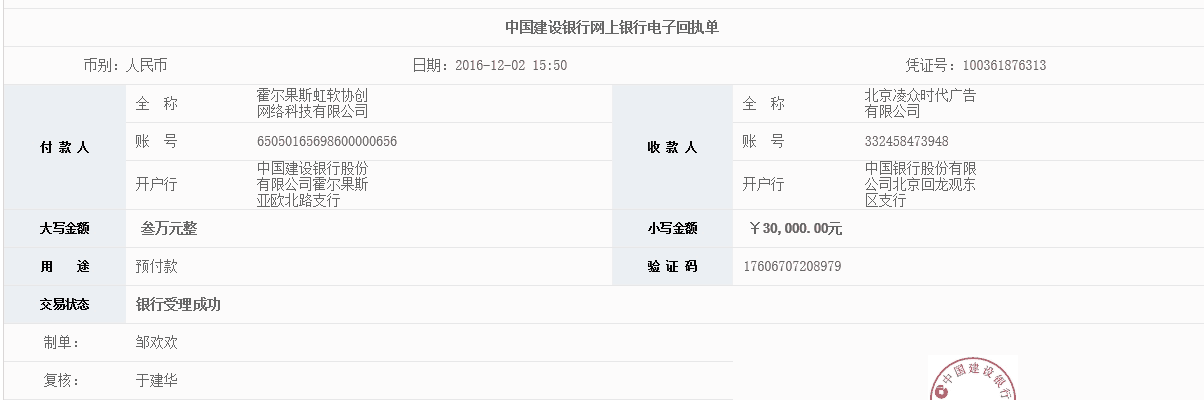 中国建设银行网上银行电子回执单
币别：人民币 日期：2016-12-02 15:50 凭证号：100361876313
付 款 人
全 称
霍尔果斯虹软协创
网络科技有限公司
账 号
65050165698600000656
开户行
中国建设银行股份
有限公司霍尔果斯
亚欧北路支行
收 款 人
全 称
北京凌众时代广告
有限公司
账 号
332458473948
开户行
中国银行股份有限
公司北京回龙观东
区支行
大写金额 叁万元整 小写金额 ￥30,000.00元
用 途 预付款 验 证 码 17606707208979
交易状态 银行受理成功
制单： 邹欢欢
复核： 于建华
中国建设银行